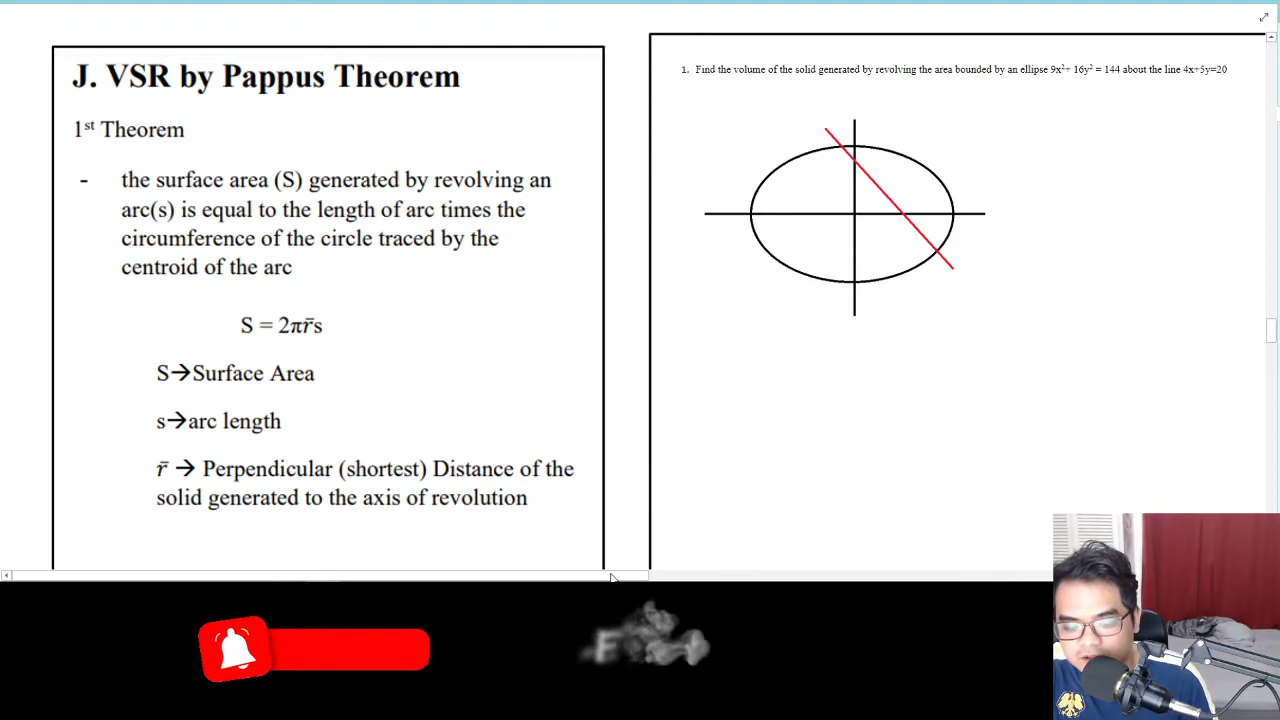 J. VSR by Pappus Theorem
1st Theorem
- the surface area (S) generated by revolving an
arc(s) is equal to the length of arc times the
circumference of the circle traced by the
centroid of the arc
S = 2πr̄s
S→Surface Area
s→arc length
r̄ → Perpendicular (shortest) Distance of the
solid generated to the axis of revolution
1. Find the volume of the solid generated by revolving the area bounded by an ellipse 9x²+ 16y² = 144 about the line 4x+5y=20